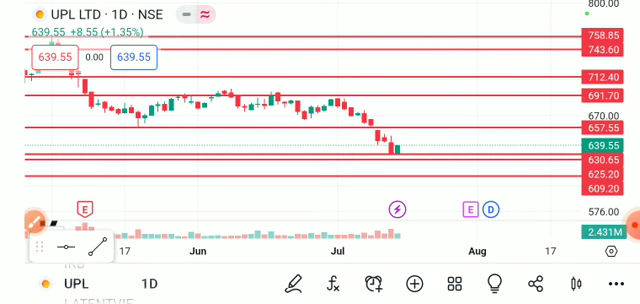 UPL LTD · 1D · NSE
800.00
639.55 +8.55 (+1.35%)
639.55 0.00 639.55
758.85
743.60
712.40
691.70
670.00
657.55
639.55
630.65
625.20
609.20
576.00
E E D
2.431M
17 Jun Jul Aug 17
UPL 1D
LATENTVIE